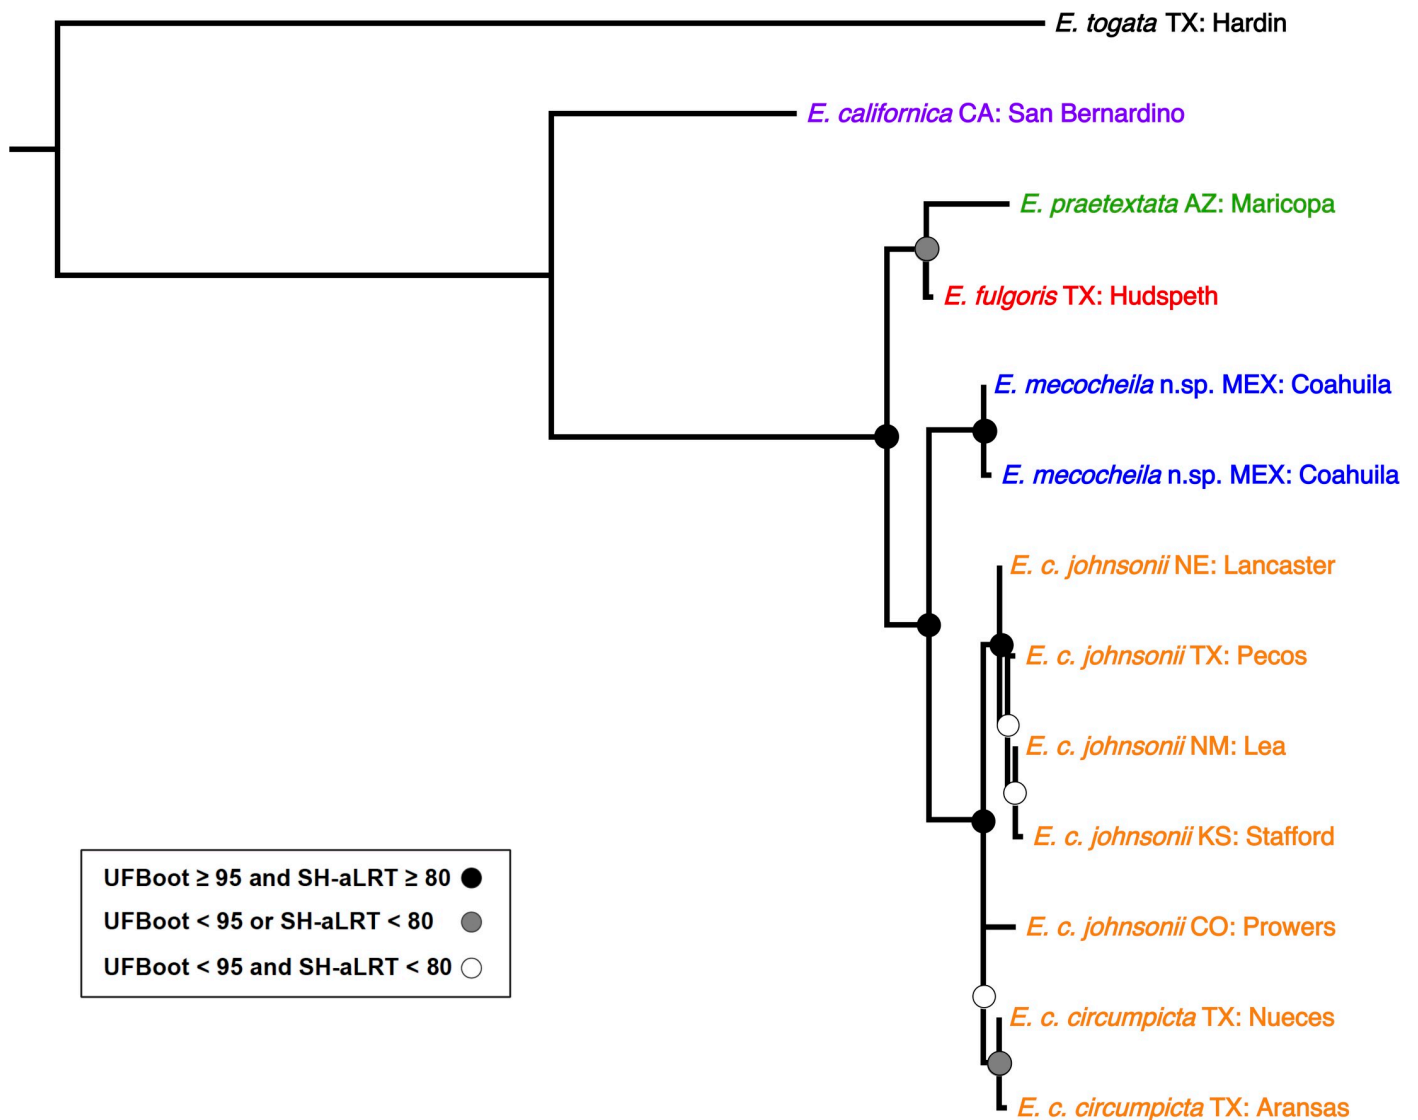 E. togata TX: Hardin
E. californica CA: San Bernardino
E. praetextata AZ: Maricopa
E. fulgoris TX: Hudspeth
E. mecocheila n.sp. MEX: Coahuila
E. mecocheila n.sp. MEX: Coahuila
E. c. johnsonii NE: Lancaster
E. c. johnsonii TX: Pecos
E. c. johnsonii NM: Lea
E. c. johnsonii KS: Stafford
E. c. johnsonii CO: Prowers
E. c. circumpicta TX: Nueces
E. c. circumpicta TX: Aransas
UFBoot ≥ 95 and SH-aLRT ≥ 80
UFBoot < 95 or SH-aLRT < 80
UFBoot < 95 and SH-aLRT < 80